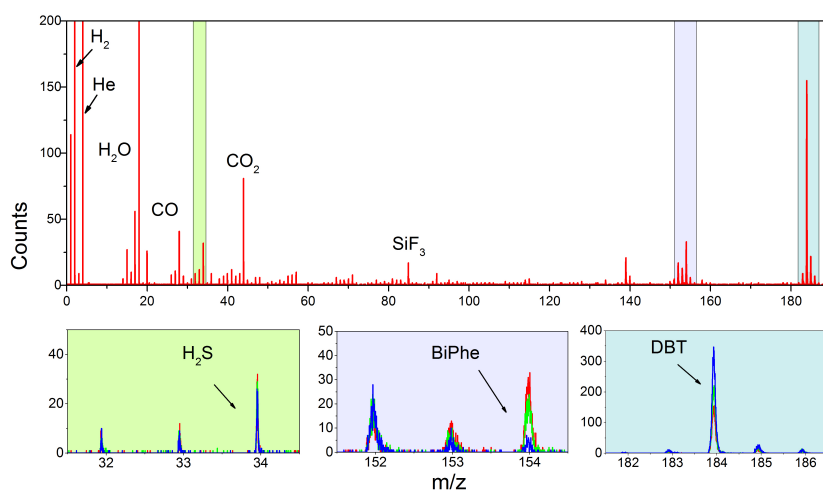 200
150
100
50
0
Counts
H₂
He
H₂O
CO
CO₂
SiF₃
0 20 40 60 80 100 120 140 160 180
40
20
0
H₂S
32 33 34
50
40
30
20
10
0
BiPhe
152 153 154
400
300
200
100
0
DBT
182 183 184 185 186
m/z